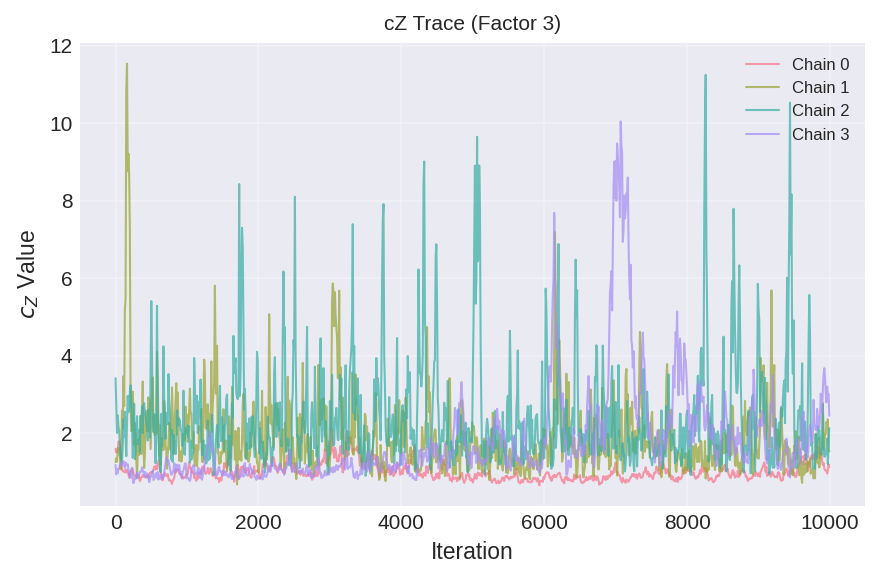 cZ Trace (Factor 3)
12
10
8
6
4
2
cZ Value
0
2000
4000
6000
8000
10000
Iteration
Chain 0
Chain 1
Chain 2
Chain 3